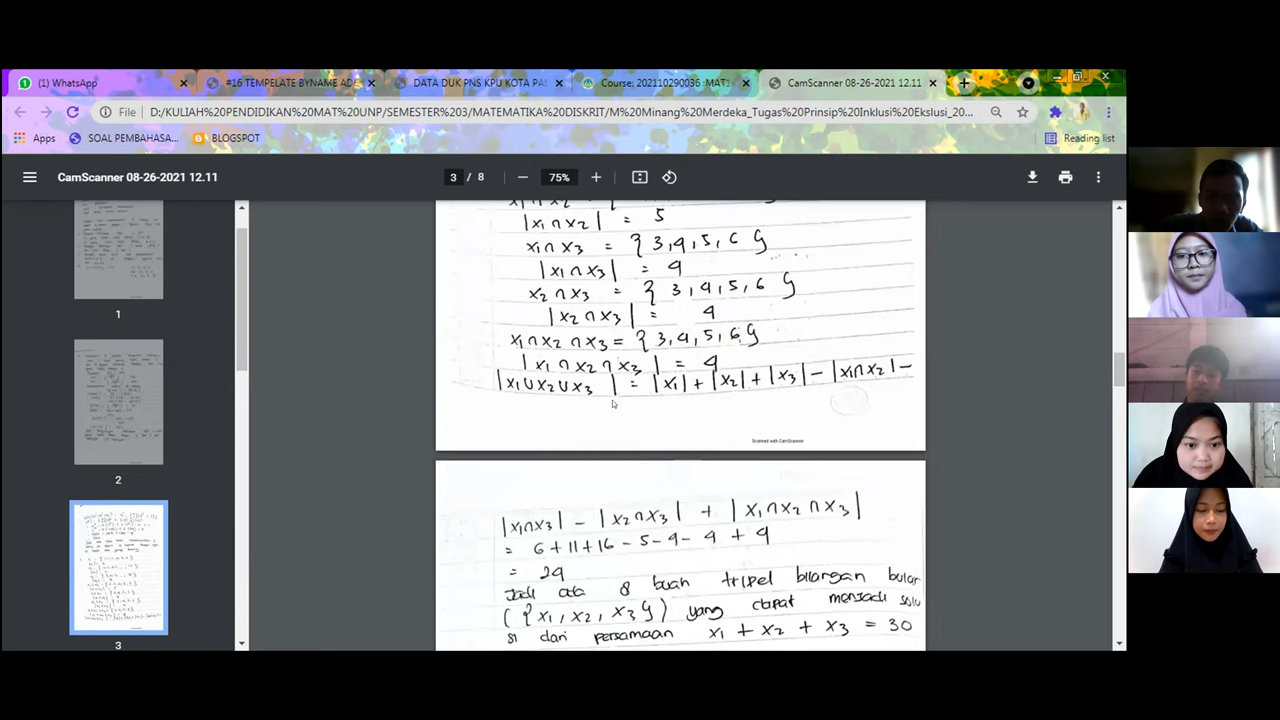 (1) WhatsApp
#16 TEMPELATE BYNAME ADE
DATA DUK PNS KPU KOTA PA
Course: 202110290036 :MAT1
CamScanner 08-26-2021 12.11
File
D:/KULIAH%20PENDIDIKAN%20MAT%20UNP/SEMESTER%203/MATEMATIKA%20DISKRIT/M%20Minang%20Merdeka_Tugas%20Prinsip%20Inklusi%20Ekslusi_20...
Apps
SOAL PEMBAHASA...
BLOGSPOT
Reading list
CamScanner 08-26-2021 12.11
3 / 8
75%
1
2
3
|x1∩x2| = 5
x1∩x3 = { 3,4,5,6 }
|x1∩x3| = 4
x2∩x3 = { 3,4,5,6 }
|x2∩x3| = 4
x1∩x2∩x3 = { 3,4,5,6 }
|x1∩x2∩x3| = 4
|x1∪x2∪x3| = |x1| + |x2| + |x3| − |x1∩x2| −
Scanned with CamScanner
|x1∩x3| − |x2∩x3| + |x1∩x2∩x3|
= 6+11+16−5−4−4+4
= 24
Jadi ada 8 buah tripel bilangan bular
({x1, x2, x3}) yang dapat menjadi solu
si dari persamaan x1 + x2 + x3 = 30